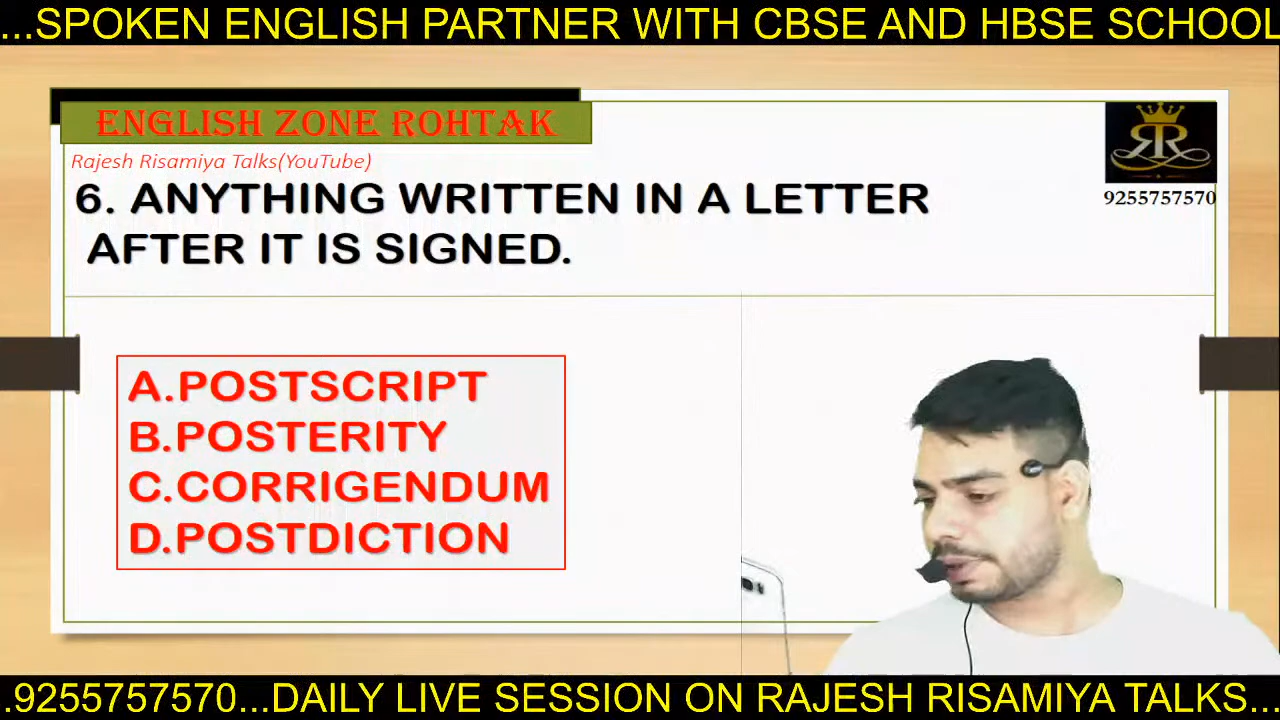 ...SPOKEN ENGLISH PARTNER WITH CBSE AND HBSE SCHOOL
ENGLISH ZONE ROHTAK
Rajesh Risamiya Talks(YouTube)
9255757570
6. ANYTHING WRITTEN IN A LETTER
AFTER IT IS SIGNED.
A.POSTSCRIPT
B.POSTERITY
C.CORRIGENDUM
D.POSTDICTION
.9255757570...DAILY LIVE SESSION ON RAJESH RISAMIYA TALKS...